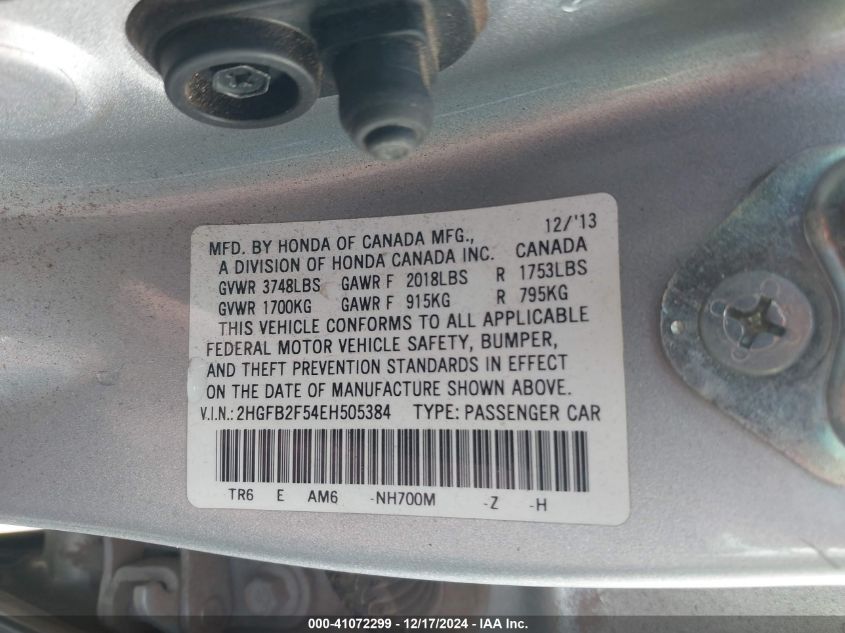 12/'13
MFD. BY HONDA OF CANADA MFG.,
A DIVISION OF HONDA CANADA INC. CANADA
GVWR 3748LBS GAWR F 2018LBS R 1753LBS
GVWR 1700KG GAWR F 915KG R 795KG
THIS VEHICLE CONFORMS TO ALL APPLICABLE
FEDERAL MOTOR VEHICLE SAFETY, BUMPER,
AND THEFT PREVENTION STANDARDS IN EFFECT
ON THE DATE OF MANUFACTURE SHOWN ABOVE.
V.I.N.: 2HGFB2F54EH505384 TYPE: PASSENGER CAR
TR6 E AM6 -NH700M -Z -H
000-41072299 - 12/17/2024 - IAA Inc.